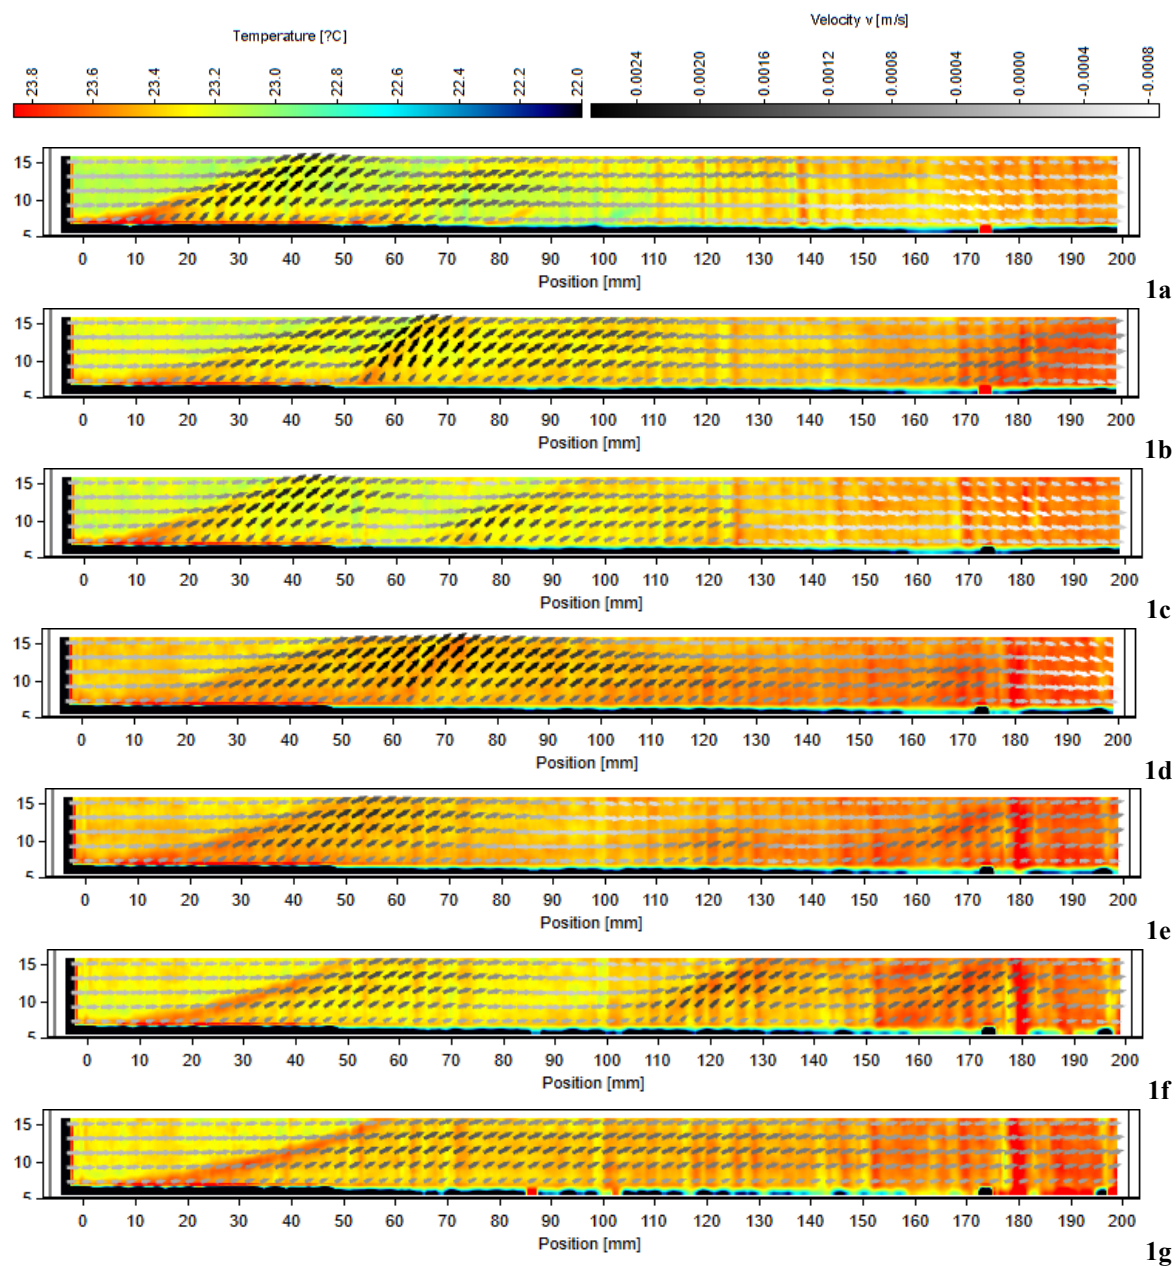 Velocity v [m/s]
Temperature [?C]
23.8 23.6 23.4 23.2 23.0 22.8 22.6 22.4 22.2 22.0 0.0024 0.0020 0.0016 0.0012 0.0008 0.0004 0.0000 -0.0004 -0.0008
15
10
5
0 10 20 30 40 50 60 70 80 90 100 110 120 130 140 150 160 170 180 190 200
Position [mm]
1a
15
10
5
0 10 20 30 40 50 60 70 80 90 100 110 120 130 140 150 160 170 180 190 200
Position [mm]
1b
15
10
5
0 10 20 30 40 50 60 70 80 90 100 110 120 130 140 150 160 170 180 190 200
Position [mm]
1c
15
10
5
0 10 20 30 40 50 60 70 80 90 100 110 120 130 140 150 160 170 180 190 200
Position [mm]
1d
15
10
5
0 10 20 30 40 50 60 70 80 90 100 110 120 130 140 150 160 170 180 190 200
Position [mm]
1e
15
10
5
0 10 20 30 40 50 60 70 80 90 100 110 120 130 140 150 160 170 180 190 200
Position [mm]
1f
15
10
5
0 10 20 30 40 50 60 70 80 90 100 110 120 130 140 150 160 170 180 190 200
Position [mm]
1g